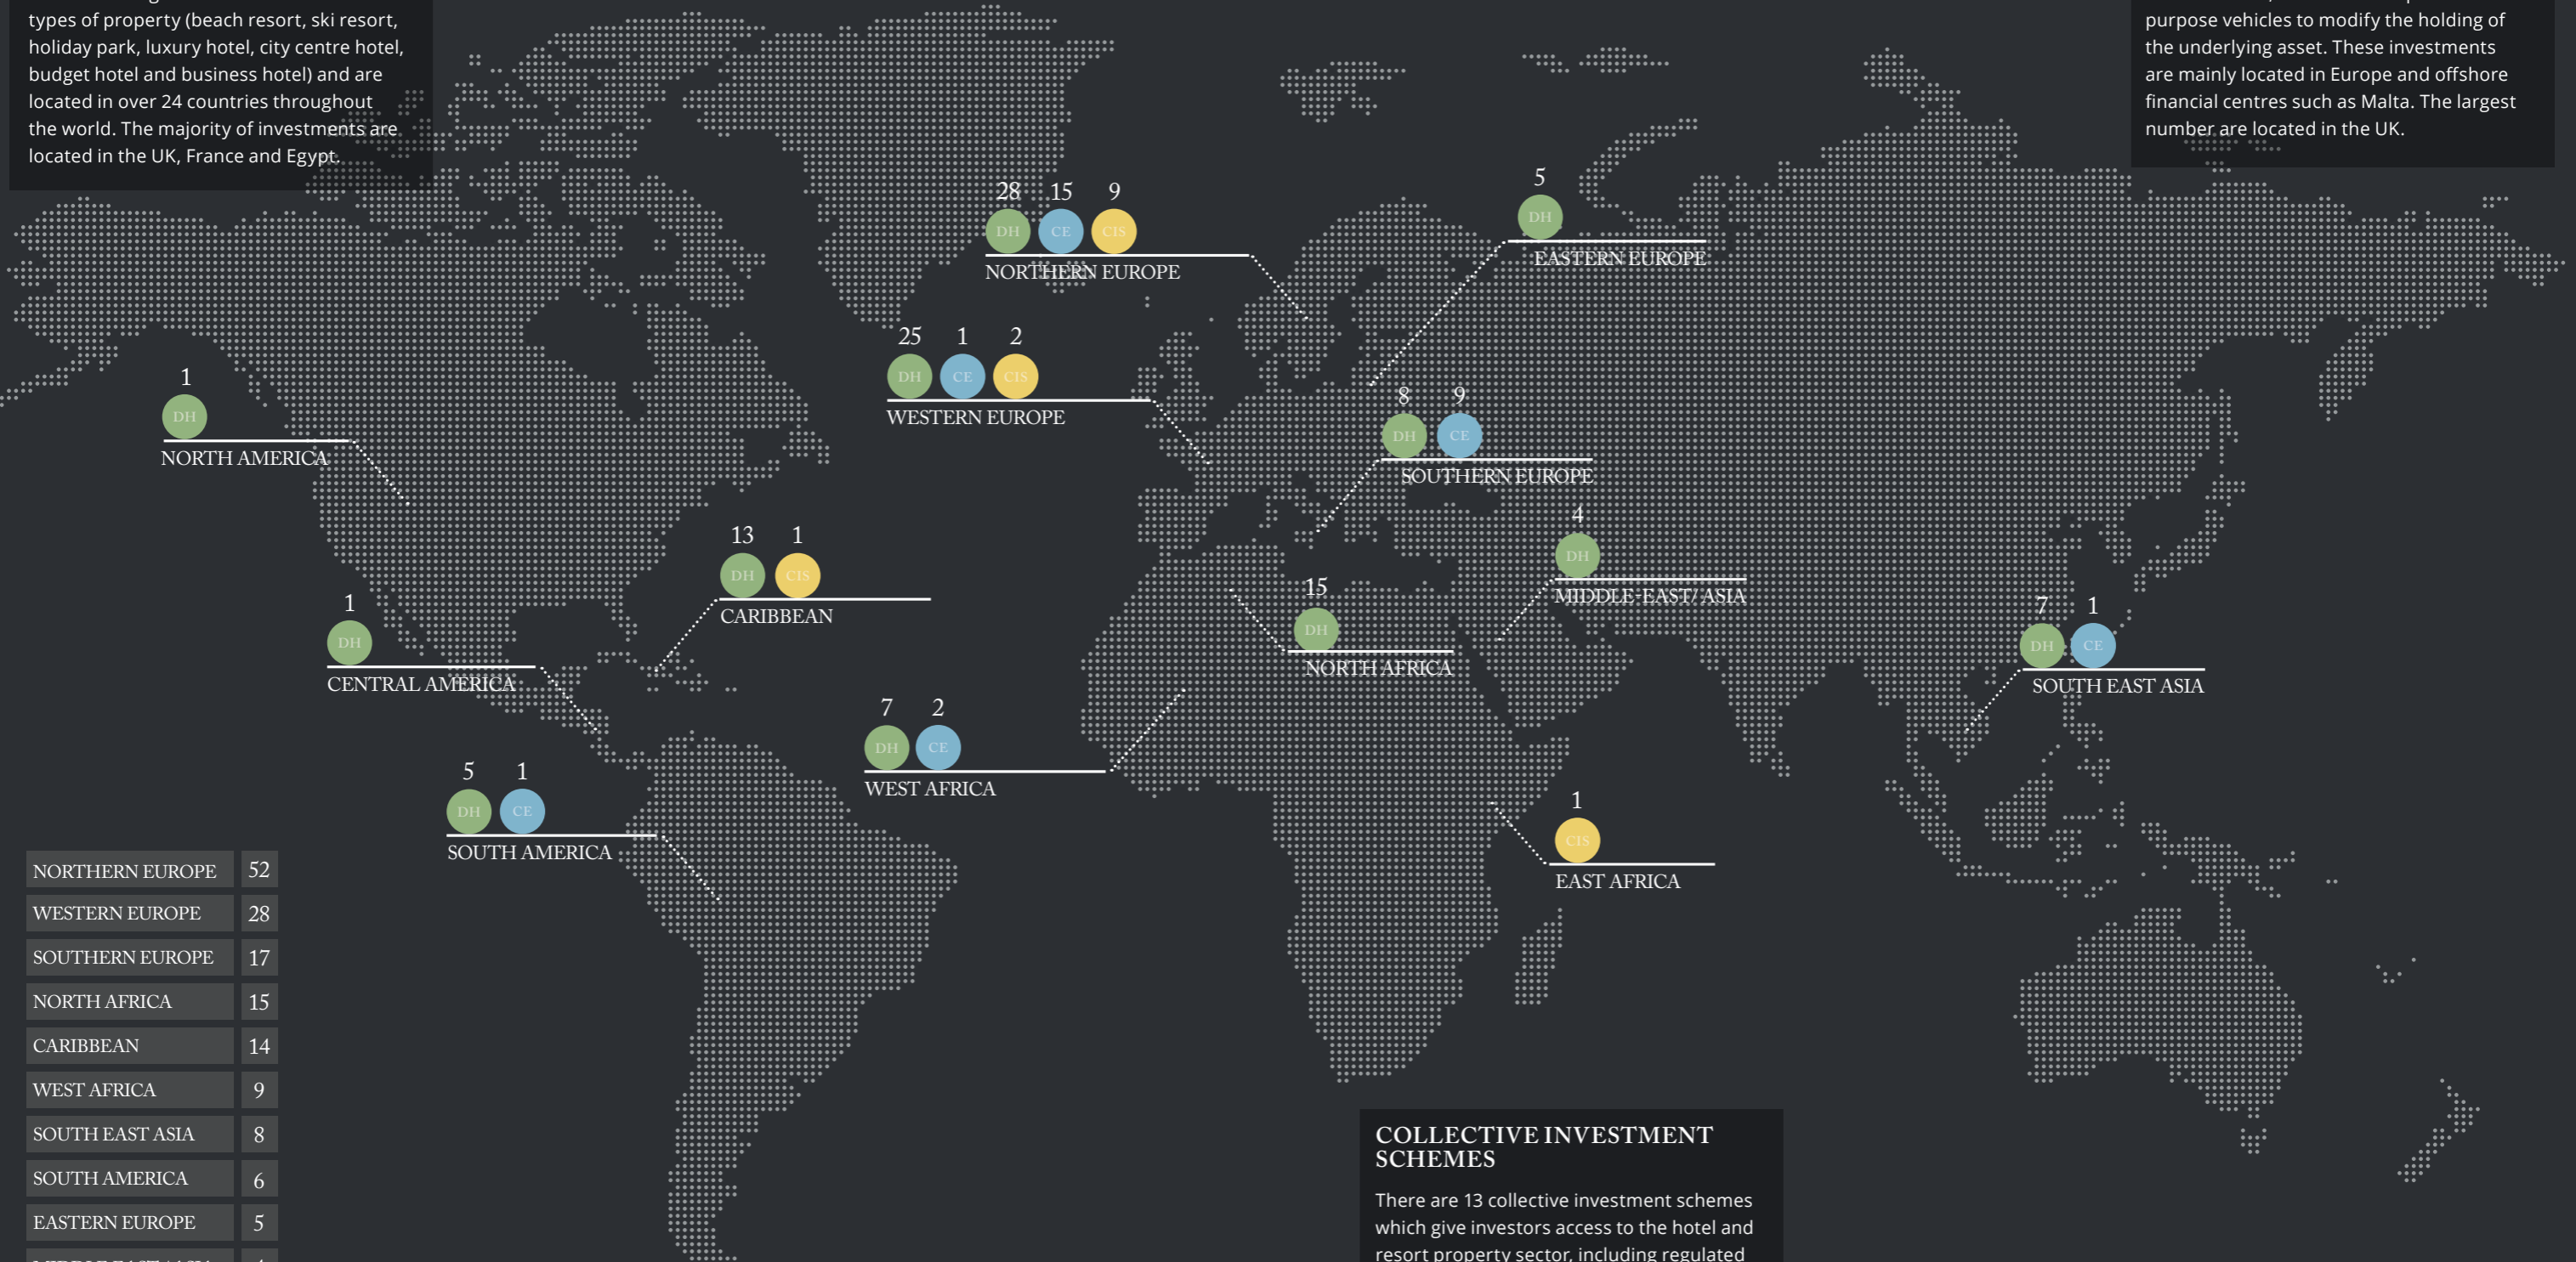 types of property (beach resort, ski resort,
holiday park, luxury hotel, city centre hotel,
budget hotel and business hotel) and are
located in over 24 countries throughout
the world. The majority of investments are
located in the UK, France and Egypt.
purpose vehicles to modify the holding of
the underlying asset. These investments
are mainly located in Europe and offshore
financial centres such as Malta. The largest
number are located in the UK.
28 15 9
DH CE CIS
NORTHERN EUROPE
5
DH
EASTERN EUROPE
25 1 2
DH CE CIS
WESTERN EUROPE
1
DH
NORTH AMERICA
8 9
DH CE
SOUTHERN EUROPE
13 1
DH CIS
CARIBBEAN
4
DH
MIDDLE-EAST/ ASIA
15
DH
NORTH AFRICA
1
DH
CENTRAL AMERICA
7 1
DH CE
SOUTH EAST ASIA
7 2
DH CE
WEST AFRICA
5 1
DH CE
SOUTH AMERICA
1
CIS
EAST AFRICA
NORTHERN EUROPE 52
WESTERN EUROPE 28
SOUTHERN EUROPE 17
NORTH AFRICA 15
CARIBBEAN 14
WEST AFRICA 9
SOUTH EAST ASIA 8
SOUTH AMERICA 6
EASTERN EUROPE 5
COLLECTIVE INVESTMENT
SCHEMES
There are 13 collective investment schemes
which give investors access to the hotel and
resort property sector, including regulated